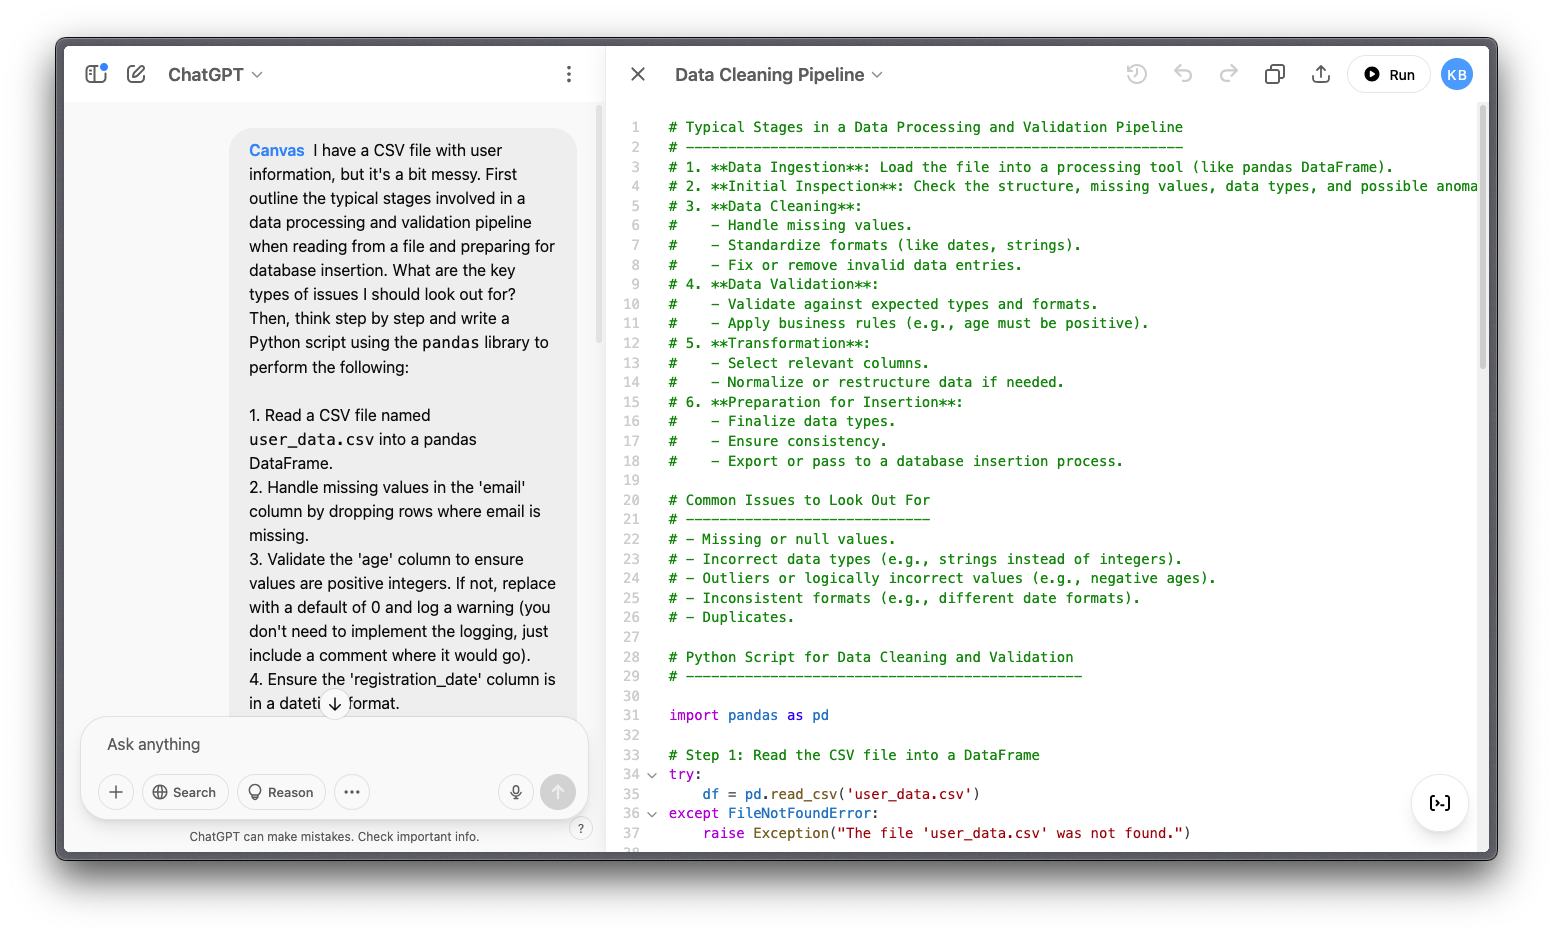 ChatGPT
Canvas I have a CSV file with user
information, but it's a bit messy. First
outline the typical stages involved in a
data processing and validation pipeline
when reading from a file and preparing for
database insertion. What are the key
types of issues I should look out for?
Then, think step by step and write a
Python script using the pandas library to
perform the following:
1. Read a CSV file named
user_data.csv into a pandas
DataFrame.
2. Handle missing values in the 'email'
column by dropping rows where email is
missing.
3. Validate the 'age' column to ensure
values are positive integers. If not, replace
with a default of 0 and log a warning (you
don't need to implement the logging, just
include a comment where it would go).
4. Ensure the 'registration_date' column is
in a dateti format.
Ask anything
Search
Reason
ChatGPT can make mistakes. Check important info.
?
Data Cleaning Pipeline
Run
KB
1 # Typical Stages in a Data Processing and Validation Pipeline
2 # -----------------------------------------------------------
3 # 1. **Data Ingestion**: Load the file into a processing tool (like pandas DataFrame).
4 # 2. **Initial Inspection**: Check the structure, missing values, data types, and possible anoma
5 # 3. **Data Cleaning**:
6 #    - Handle missing values.
7 #    - Standardize formats (like dates, strings).
8 #    - Fix or remove invalid data entries.
9 # 4. **Data Validation**:
10 #    - Validate against expected types and formats.
11 #    - Apply business rules (e.g., age must be positive).
12 # 5. **Transformation**:
13 #    - Select relevant columns.
14 #    - Normalize or restructure data if needed.
15 # 6. **Preparation for Insertion**:
16 #    - Finalize data types.
17 #    - Ensure consistency.
18 #    - Export or pass to a database insertion process.
19
20 # Common Issues to Look Out For
21 # -----------------------------
22 # - Missing or null values.
23 # - Incorrect data types (e.g., strings instead of integers).
24 # - Outliers or logically incorrect values (e.g., negative ages).
25 # - Inconsistent formats (e.g., different date formats).
26 # - Duplicates.
27
28 # Python Script for Data Cleaning and Validation
29 # -----------------------------------------------
30
31 import pandas as pd
32
33 # Step 1: Read the CSV file into a DataFrame
34 try:
35     df = pd.read_csv('user_data.csv')
36 except FileNotFoundError:
37     raise Exception("The file 'user_data.csv' was not found.")
38